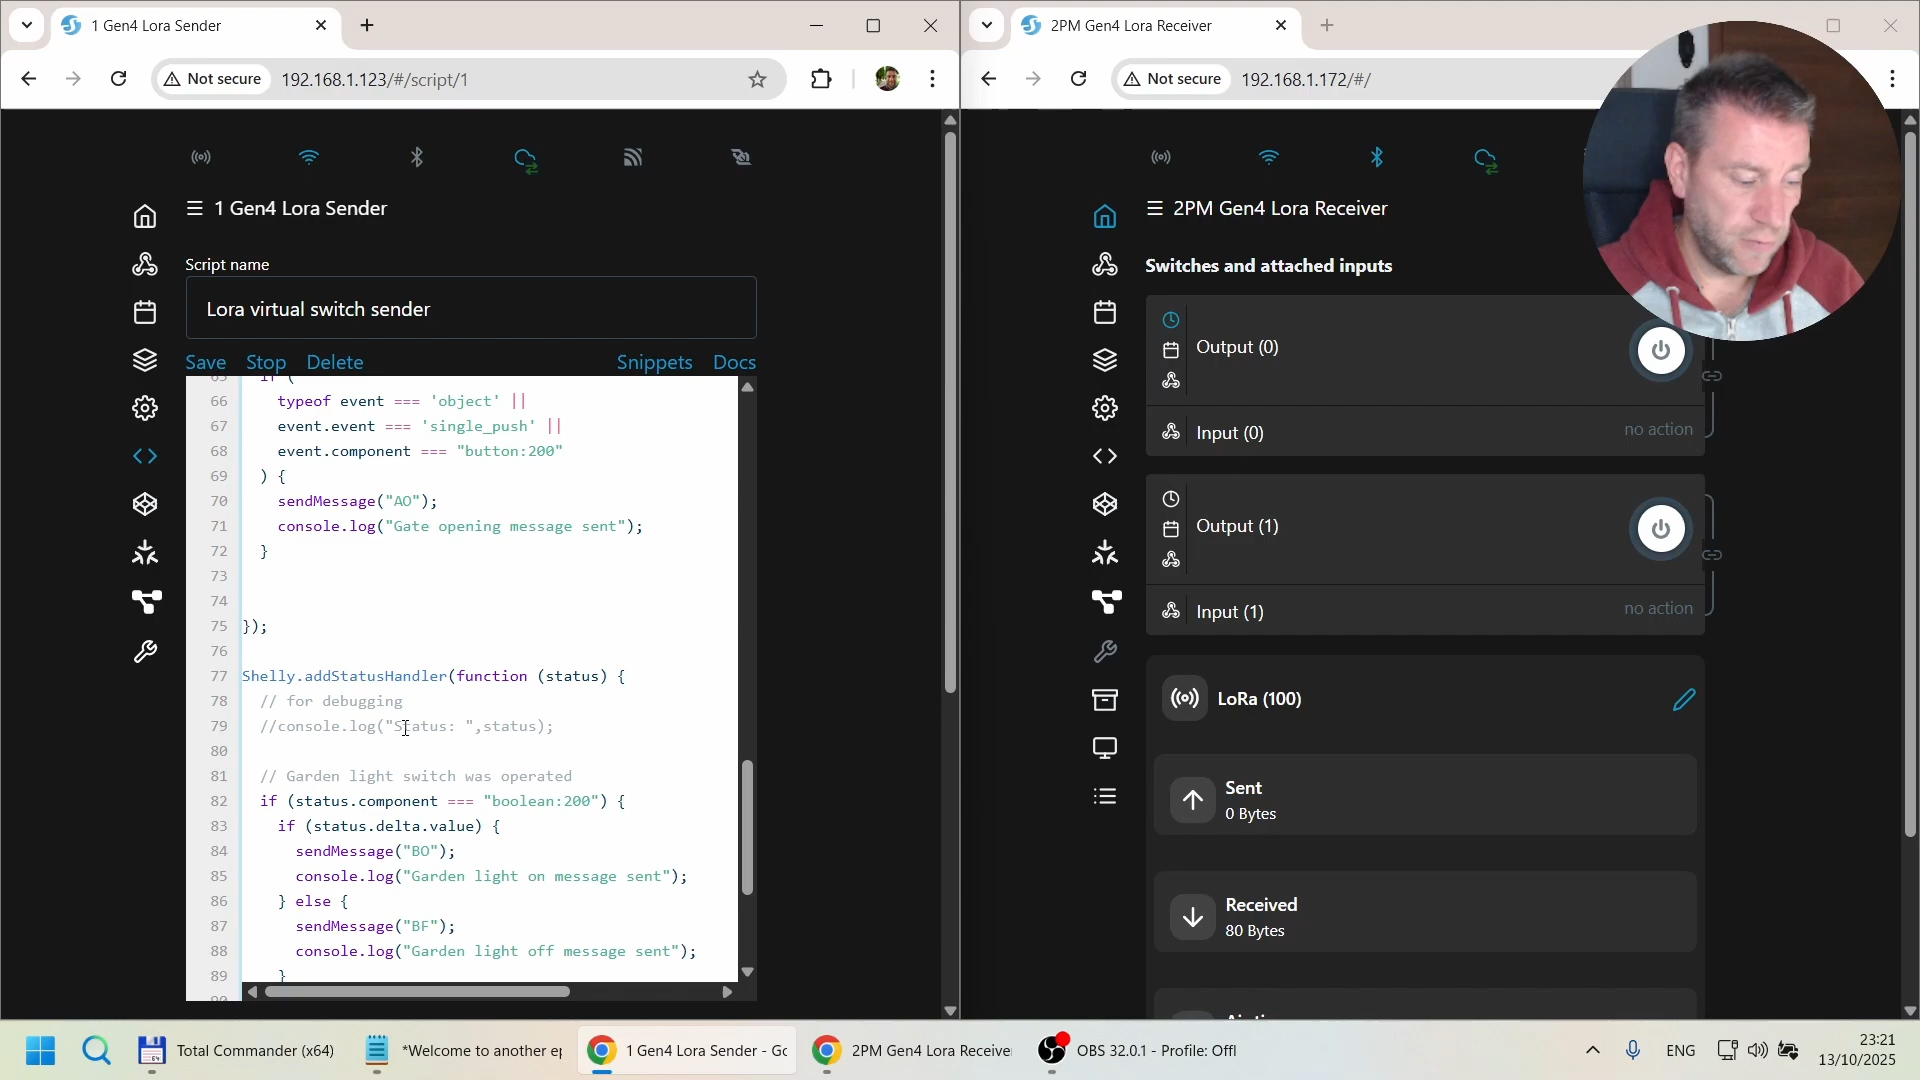 1 Gen4 Lora Sender
2PM Gen4 Lora Receiver
Not secure
192.168.1.123/#/script/1
Not secure
192.168.1.172/#/
1 Gen4 Lora Sender
Script name
Lora virtual switch sender
Save
Stop
Delete
Snippets
Docs
66 typeof event === 'object' ||
67 event.event === 'single_push' ||
68 event.component === "button:200"
69 ) {
70 sendMessage("AO");
71 console.log("Gate opening message sent");
72 }
73
74
75 });
76
77 Shelly.addStatusHandler(function (status) {
78 // for debugging
79 //console.log("Status: ",status);
80
81 // Garden light switch was operated
82 if (status.component === "boolean:200") {
83 if (status.delta.value) {
84 sendMessage("BO");
85 console.log("Garden light on message sent");
86 } else {
87 sendMessage("BF");
88 console.log("Garden light off message sent");
89 }
2PM Gen4 Lora Receiver
Switches and attached inputs
Output (0)
Input (0)
no action
Output (1)
Input (1)
no action
LoRa (100)
Sent
0 Bytes
Received
80 Bytes
Total Commander (x64)
*Welcome to another ep
1 Gen4 Lora Sender - Go
2PM Gen4 Lora Receive
OBS 32.0.1 - Profile: Offl
ENG
23:21
13/10/2025